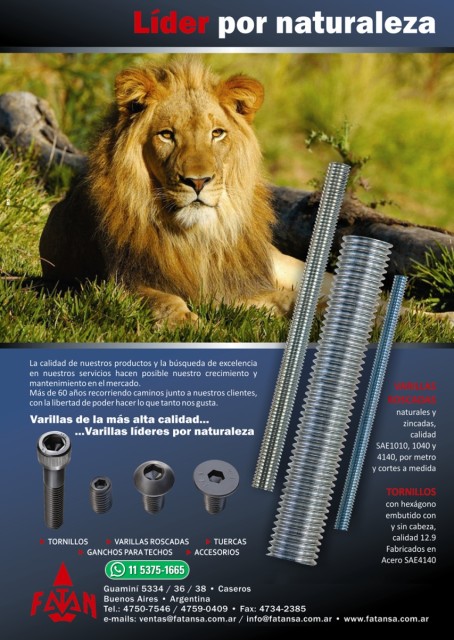 Líder por naturaleza
La calidad de nuestros productos y la búsqueda de excelencia
en nuestros servicios hacen posible nuestro crecimiento y
mantenimiento en el mercado.
Más de 60 años recorriendo caminos junto a nuestros clientes,
con la libertad de poder hacer lo que tanto nos gusta.
Varillas de la más alta calidad...
...Varillas líderes por naturaleza
VARILLAS
ROSCADAS
naturales y
zincadas,
calidad
SAE1010, 1040 y
4140, por metro
y cortes a medida
TORNILLOS
con hexágono
embutido con
y sin cabeza,
calidad 12.9
Fabricados en
Acero SAE4140
TORNILLOS VARILLAS ROSCADAS TUERCAS
GANCHOS PARA TECHOS ACCESORIOS
11 5375-1665
FATAN
Guaminí 5334 / 36 / 38 • Caseros
Buenos Aires • Argentina
Tel.: 4750-7546 / 4759-0409 • Fax: 4734-2385
e-mails: ventas@fatansa.com.ar / info@fatansa.com.ar • www.fatansa.com.ar